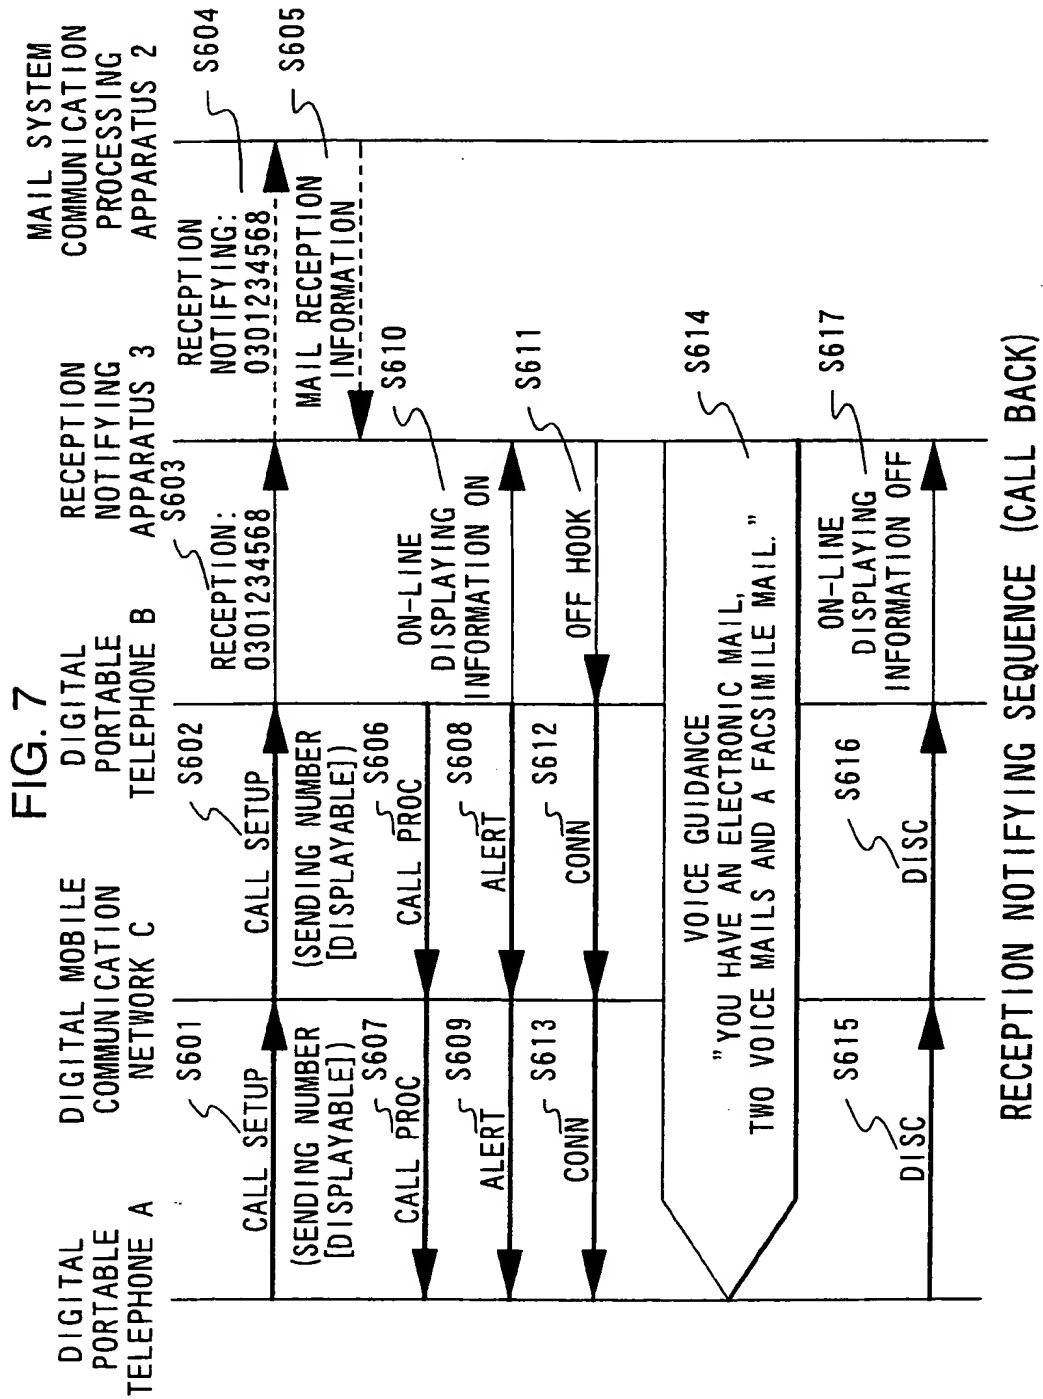 FIG. 7
DIGITAL
PORTABLE
TELEPHONE A
DIGITAL MOBILE
COMMUNICATION
NETWORK C
DIGITAL
PORTABLE
TELEPHONE B
RECEPTION
NOTIFYING
APPARATUS 3
MAIL SYSTEM
COMMUNICATION
PROCESSING
APPARATUS 2
S601
CALL SETUP
(SENDING NUMBER
[DISPLAYABLE])
S602
CALL SETUP
(SENDING NUMBER
[DISPLAYABLE])
S603
RECEPTION:
0301234568
RECEPTION
NOTIFYING:
0301234568
S604
MAIL RECEPTION
INFORMATION
S605
S607
CALL PROC
S606
CALL PROC
S609
ALERT
S608
ALERT
ON-LINE
DISPLAYING
INFORMATION ON
S610
S613
CONN
S612
CONN
OFF HOOK
S611
VOICE GUIDANCE
"YOU HAVE AN ELECTRONIC MAIL,
TWO VOICE MAILS AND A FACSIMILE MAIL."
S614
S615
DISC
S616
DISC
ON-LINE
DISPLAYING
INFORMATION OFF
S617
RECEPTION NOTIFYING SEQUENCE (CALL BACK)